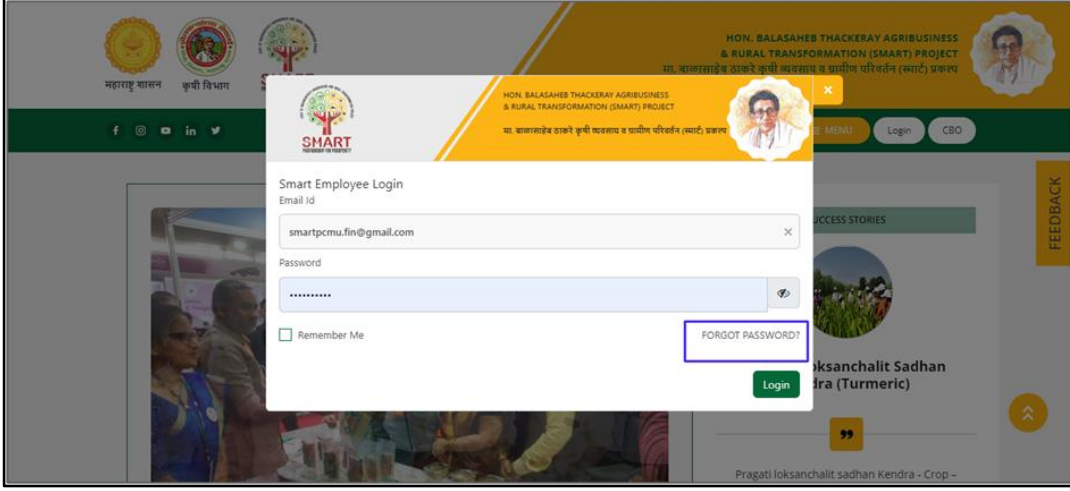 HON. BALASAHEB THACKERAY AGRIBUSINESS
& RURAL TRANSFORMATION (SMART) PROJECT
मा. बाळासाहेब ठाकरे कृषी व्यवसाय व ग्रामीण परिवर्तन (स्मार्ट) प्रकल्प
महाराष्ट्र शासन
कृषी विभाग
MENU
Login
CBO
HON. BALASAHEB THACKERAY AGRIBUSINESS
& RURAL TRANSFORMATION (SMART) PROJECT
मा. बाळासाहेब ठाकरे कृषी व्यवसाय व ग्रामीण परिवर्तन (स्मार्ट) प्रकल्प
SMART
PARTNERSHIP FOR PROSPERITY
Smart Employee Login
Email Id
smartpcmu.fin@gmail.com
Password
Remember Me
FORGOT PASSWORD?
Login
FEEDBACK
UCCESS STORIES
oksanchalit Sadhan
dra (Turmeric)
Pragati loksanchalit sadhan Kendra - Crop –